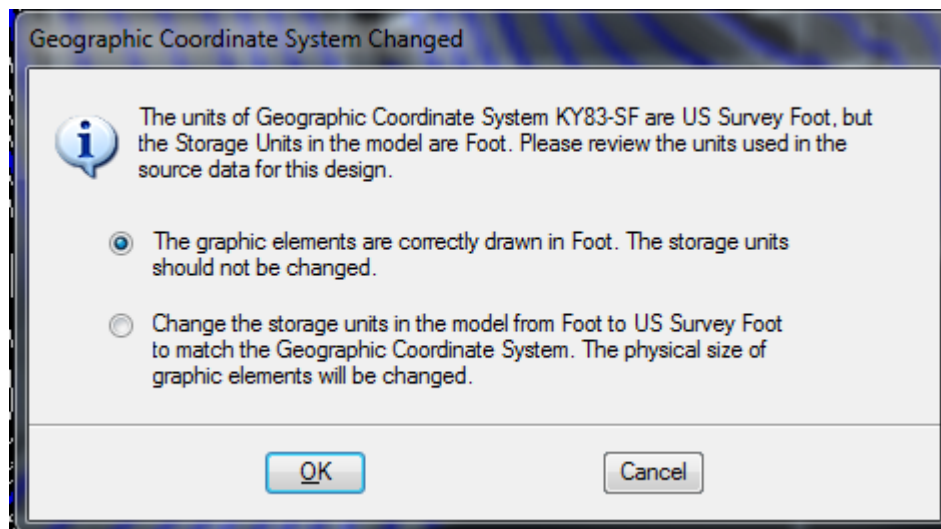 Geographic Coordinate System Changed
The units of Geographic Coordinate System KY83-SF are US Survey Foot, but
the Storage Units in the model are Foot. Please review the units used in the
source data for this design.
The graphic elements are correctly drawn in Foot. The storage units
should not be changed.
Change the storage units in the model from Foot to US Survey Foot
to match the Geographic Coordinate System. The physical size of
graphic elements will be changed.
OK
Cancel